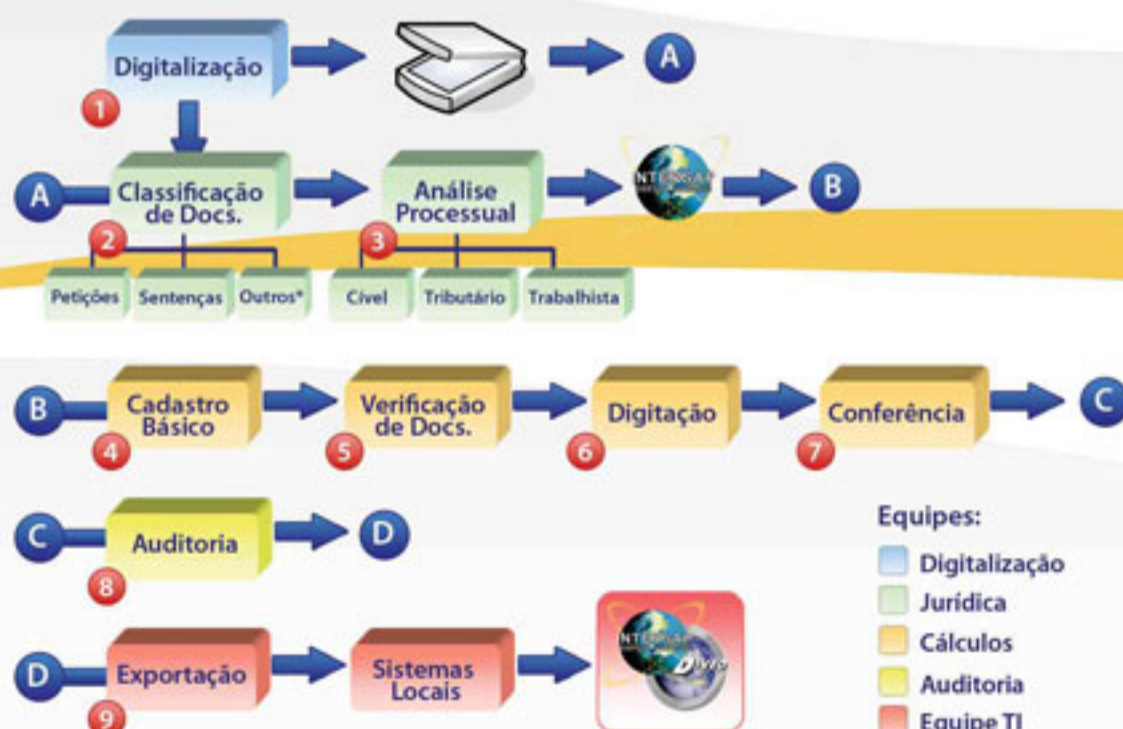 Digitalização
A
1
A
Classificação
de Docs.
Análise
Processual
B
2
3
Petições
Sentenças
Outros*
Cível
Tributário
Trabalhista
B
Cadastro
Básico
Verificação
de Docs.
Digitação
Conferência
C
4
5
6
7
C
Auditoria
D
8
Equipes:
Digitalização
Jurídica
Cálculos
Auditoria
Equipe TI
D
Exportação
Sistemas
Locais
9